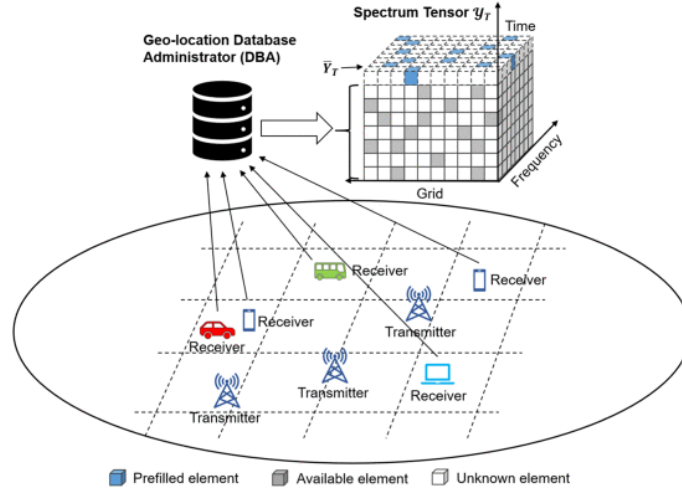 Spectrum Tensor 𝒴_T
Time
Geo-location Database
Administrator (DBA)
Ȳ_T
Frequency
Grid
Receiver
Receiver
Receiver
Transmitter
Receiver
Transmitter
Receiver
Transmitter
Prefilled element
Available element
Unknown element